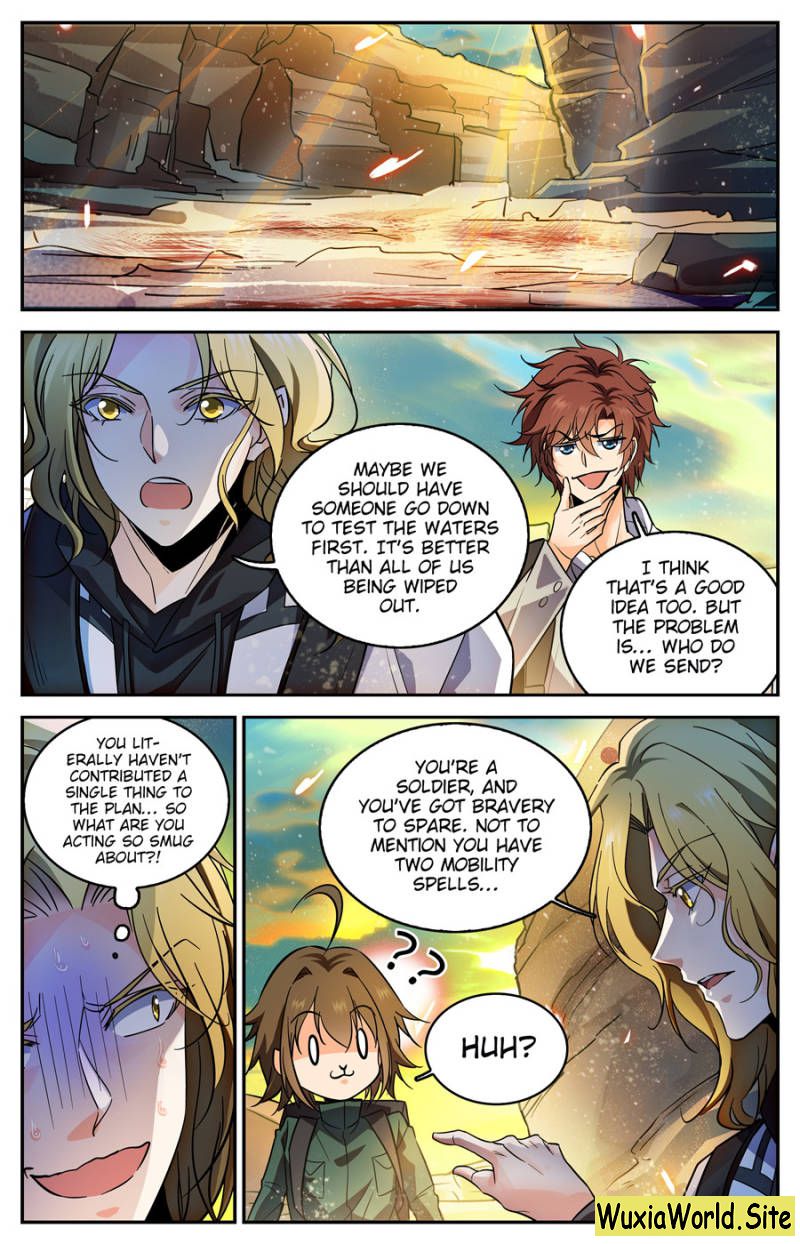 MAYBE WE
SHOULD HAVE
SOMEONE GO DOWN
TO TEST THE WATERS
FIRST. IT'S BETTER
THAN ALL OF US
BEING WIPED
OUT.
I THINK
THAT'S A GOOD
IDEA TOO. BUT
THE PROBLEM
IS... WHO DO
WE SEND?
YOU LIT-
ERALLY HAVEN'T
CONTRIBUTED A
SINGLE THING TO
THE PLAN... SO
WHAT ARE YOU
ACTING SO SMUG
ABOUT?!
YOU'RE A
SOLDIER, AND
YOU'VE GOT BRAVERY
TO SPARE. NOT TO
MENTION YOU HAVE
TWO MOBILITY
SPELLS...
??
HUH?
WuxiaWorld.Site